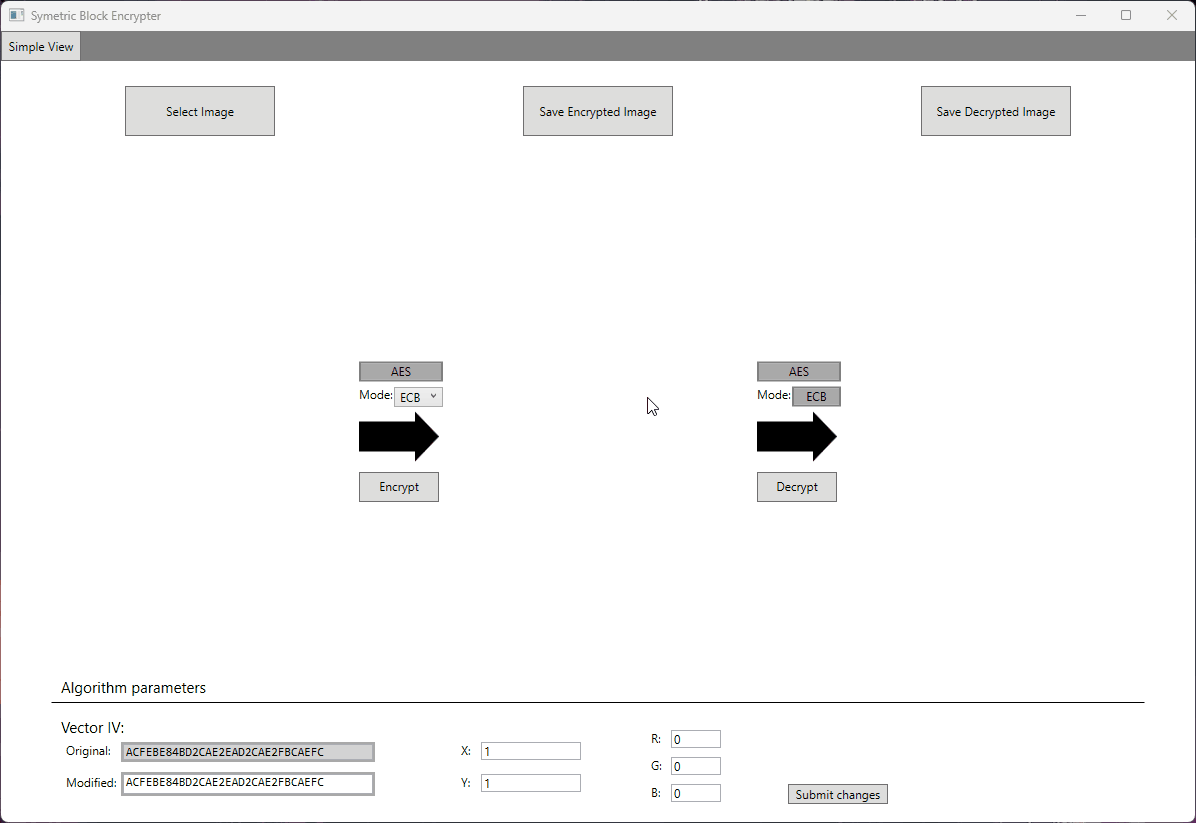 Symetric Block Encrypter
Simple View
Select Image
Save Encrypted Image
Save Decrypted Image
AES
Mode: ECB
Encrypt
AES
Mode: ECB
Decrypt
Algorithm parameters
Vector IV:
Original: ACFEBE84BD2CAE2EAD2CAE2FBCAEFC
Modified: ACFEBE84BD2CAE2EAD2CAE2FBCAEFC
X: 1
Y: 1
R: 0
G: 0
B: 0
Submit changes